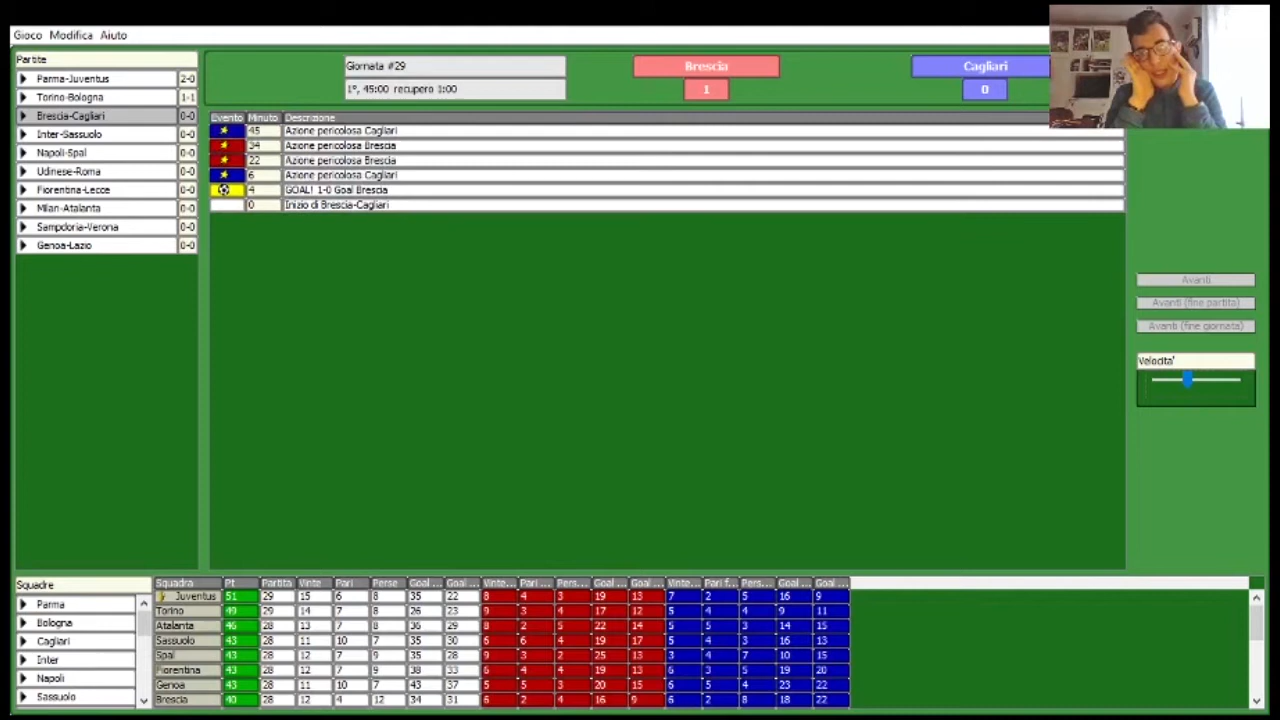 Gioco Modifica Aiuto
Partite
Parma-Juventus 2-0
Torino-Bologna 1-1
Brescia-Cagliari 0-0
Inter-Sassuolo 0-0
Napoli-Spal 0-0
Udinese-Roma 0-0
Fiorentina-Lecce 0-0
Milan-Atalanta 0-0
Sampdoria-Verona 0-0
Genoa-Lazio 0-0
Giornata #29
1°, 45:00 recupero 1:00
Brescia
1
Cagliari
0
Evento Minuto Descrizione
45 Azione pericolosa Cagliari
34 Azione pericolosa Brescia
22 Azione pericolosa Brescia
6 Azione pericolosa Cagliari
4 GOAL! 1-0 Goal Brescia
0 Inizio di Brescia-Cagliari
Avanti
Avanti (fine partita)
Avanti (fine giornata)
Velocita'
Squadre
Parma
Bologna
Cagliari
Inter
Napoli
Sassuolo
Squadra Pt Partita Vinte Pari Perse Goal ... Goal ... Vinte... Pari ... Pers... Goal ... Goal ... Vinte... Pari f... Pers... Goal ... Goal ...
Juventus 51 29 15 6 8 35 22 8 4 3 19 13 7 2 5 16 9
Torino 49 29 14 7 8 26 23 9 3 4 17 12 5 4 4 9 11
Atalanta 46 28 13 7 8 36 29 8 2 5 22 14 5 5 3 14 15
Sassuolo 43 28 11 10 7 35 30 6 6 4 19 17 5 4 3 16 13
Spal 43 28 12 7 9 35 28 9 3 2 25 13 3 4 7 10 15
Fiorentina 43 28 12 7 9 38 33 6 4 4 19 13 6 3 5 19 20
Genoa 43 28 11 10 7 43 37 5 5 3 20 15 6 5 4 23 22
Brescia 40 28 12 4 12 34 31 6 2 4 16 9 6 2 8 18 22